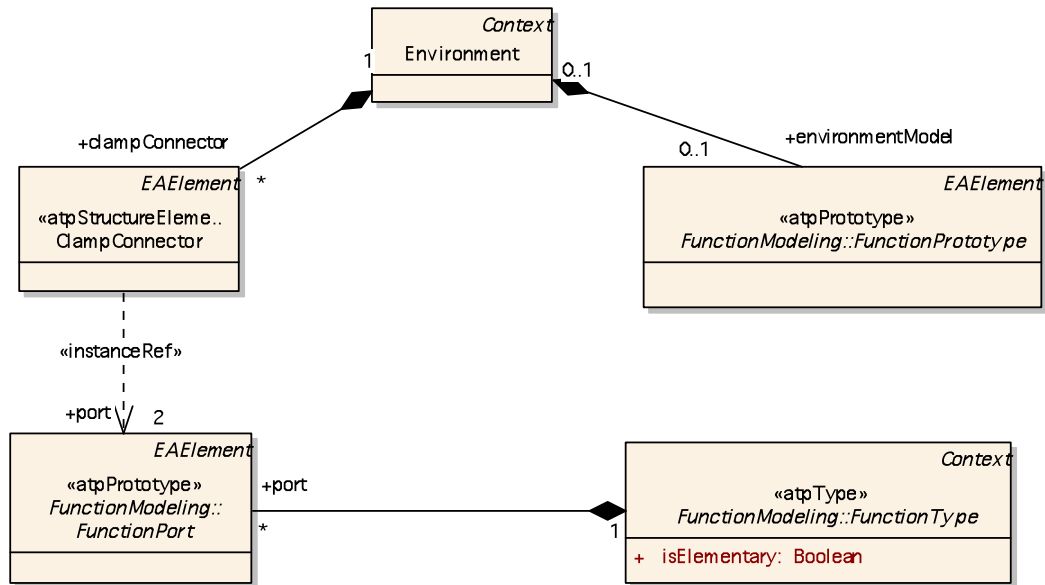 Context
Environment
1
0..1
+clampConnector
*
0..1
+environmentModel
EAElement
«atpStructureEleme..
ClampConnector
EAElement
«atpPrototype»
FunctionModeling::FunctionPrototype
«instanceRef»
+port
2
EAElement
«atpPrototype»
FunctionModeling::
FunctionPort
+port
*
1
Context
«atpType»
FunctionModeling::FunctionType
+ isElementary: Boolean